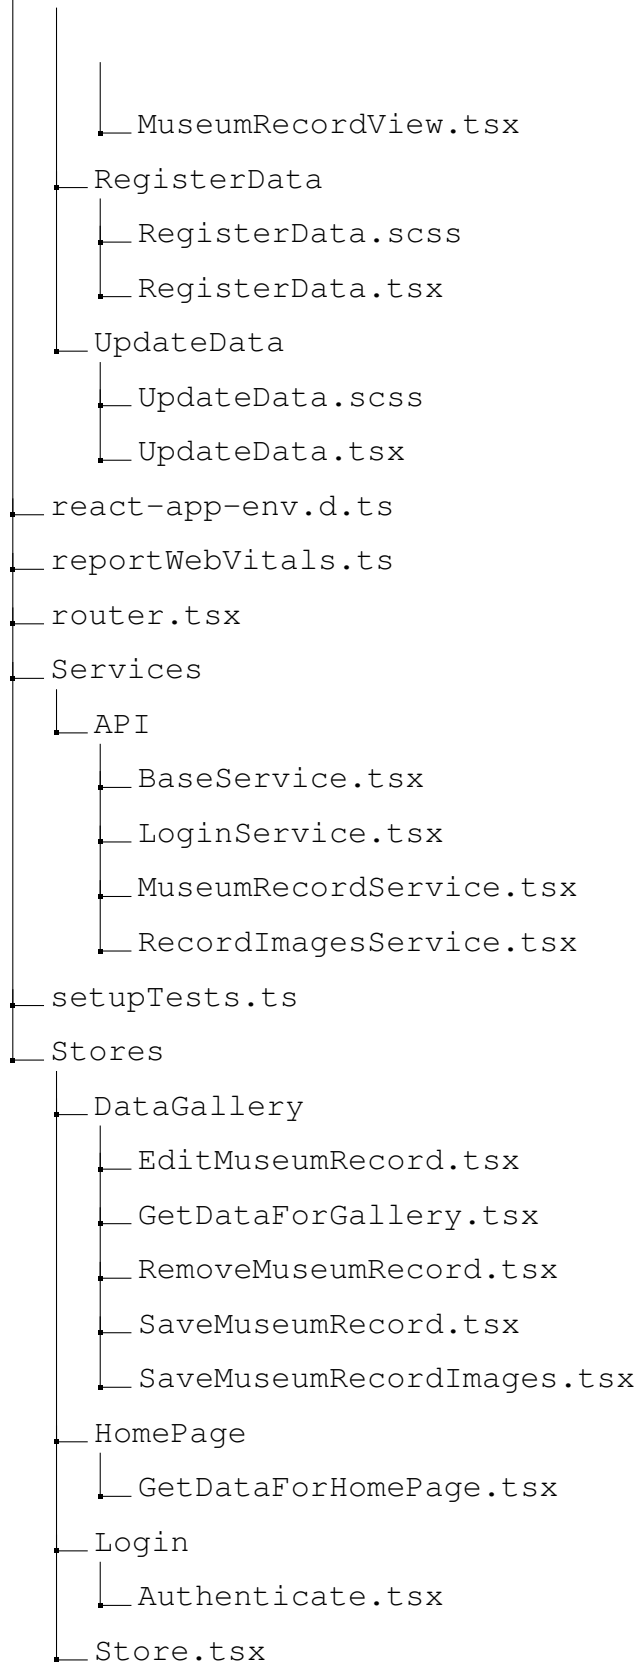 MuseumRecordView.tsx
RegisterData
RegisterData.scss
RegisterData.tsx
UpdateData
UpdateData.scss
UpdateData.tsx
react-app-env.d.ts
reportWebVitals.ts
router.tsx
Services
API
BaseService.tsx
LoginService.tsx
MuseumRecordService.tsx
RecordImagesService.tsx
setupTests.ts
Stores
DataGallery
EditMuseumRecord.tsx
GetDataForGallery.tsx
RemoveMuseumRecord.tsx
SaveMuseumRecord.tsx
SaveMuseumRecordImages.tsx
HomePage
GetDataForHomePage.tsx
Login
Authenticate.tsx
Store.tsx